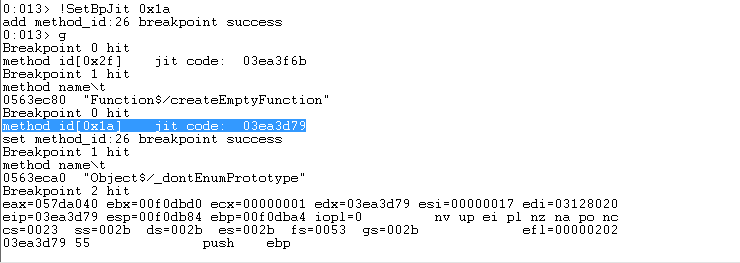 0:013> !SetBpJit 0x1a
add method_id:26 breakpoint success
0:013> g
Breakpoint 0 hit
method id[0x2f]    jit code:  03ea3f6b
Breakpoint 1 hit
method name\t
0563ec80  "Function$/createEmptyFunction"
Breakpoint 0 hit
method id[0x1a]    jit code:  03ea3d79
set method_id:26 breakpoint success
Breakpoint 1 hit
method name\t
0563eca0  "Object$/_dontEnumPrototype"
Breakpoint 2 hit
eax=057da040 ebx=00f0dbd0 ecx=00000001 edx=03ea3d79 esi=00000017 edi=03128020
eip=03ea3d79 esp=00f0db84 ebp=00f0dba4 iopl=0         nv up ei pl nz na po nc
cs=0023  ss=002b  ds=002b  es=002b  fs=0053  gs=002b             efl=00000202
03ea3d79 55              push    ebp